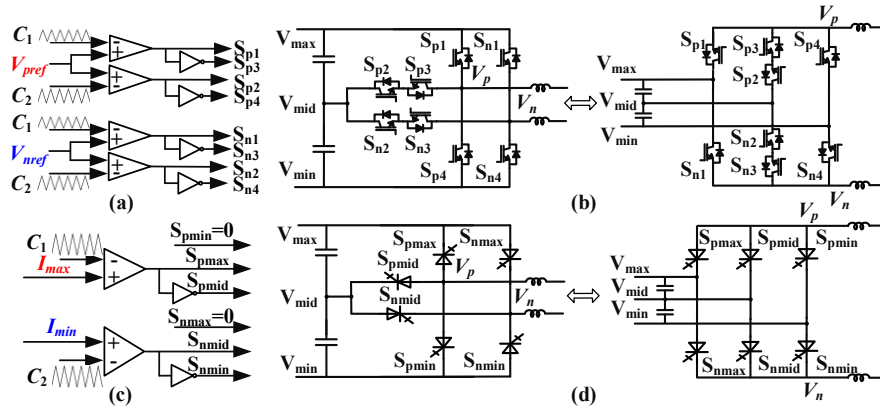 C1
Vpref
C2
Sp1
Sp3
Sp2
Sp4
C1
Vnref
C2
Sn1
Sn3
Sn2
Sn4
(a)
Vmax
Vmid
Vmin
Sp1
Sn1
Sp2
Sp3
Vp
Vn
Sn2
Sn3
Sp4
Sn4
Vp
Sp1
Sp3
Sp4
Sp2
Vmax
Vmid
Vmin
Sn2
Sn1
Sn3
Sn4
Vn
(b)
C1
Imax
Spmin=0
Spmax
Spmid
Imin
C2
Snmax=0
Snmid
Snmin
(c)
Vmax
Vmid
Vmin
Spmax
Snmax
Spmid
Vp
Snmid
Vn
Spmin
Snmin
Vp
Spmax
Spmid
Spmin
Vmax
Vmid
Vmin
Snmax
Snmid
Snmin
Vn
(d)